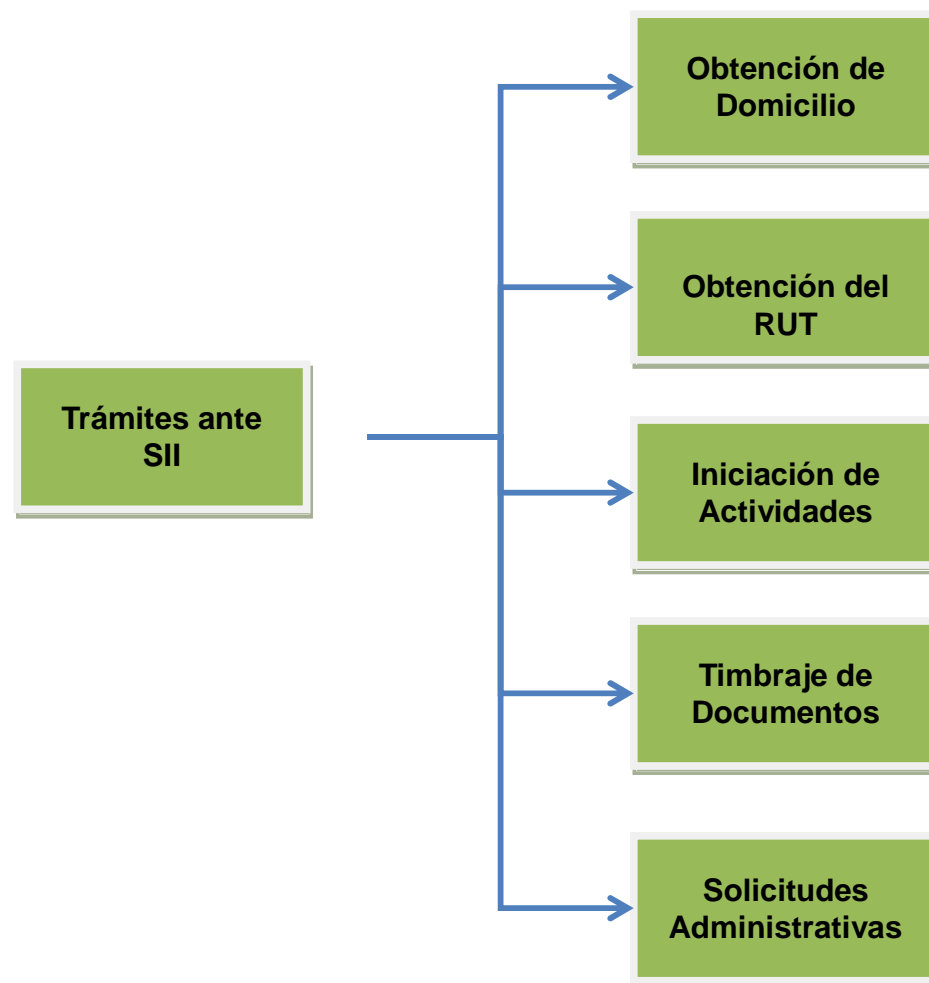 Obtención de
Domicilio
Obtención del
RUT
Trámites ante
SII
Iniciación de
Actividades
Timbraje de
Documentos
Solicitudes
Administrativas